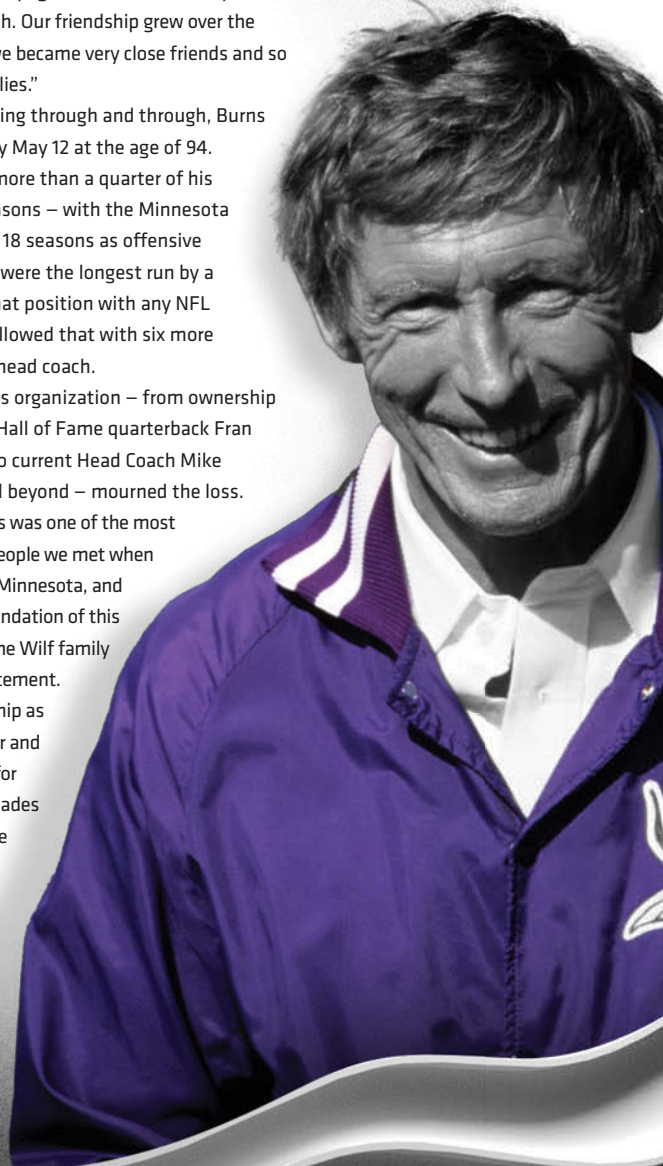 h. Our friendship grew over the
we became very close friends and so
lies.”
ing through and through, Burns
y May 12 at the age of 94.
more than a quarter of his
sons – with the Minnesota
18 seasons as offensive
were the longest run by a
hat position with any NFL
llowed that with six more
head coach.
s organization – from ownership
Hall of Fame quarterback Fran
o current Head Coach Mike
d beyond – mourned the loss.
s was one of the most
eople we met when
Minnesota, and
ndation of this
he Wilf family
tement.
hip as
r and
for
ades
e